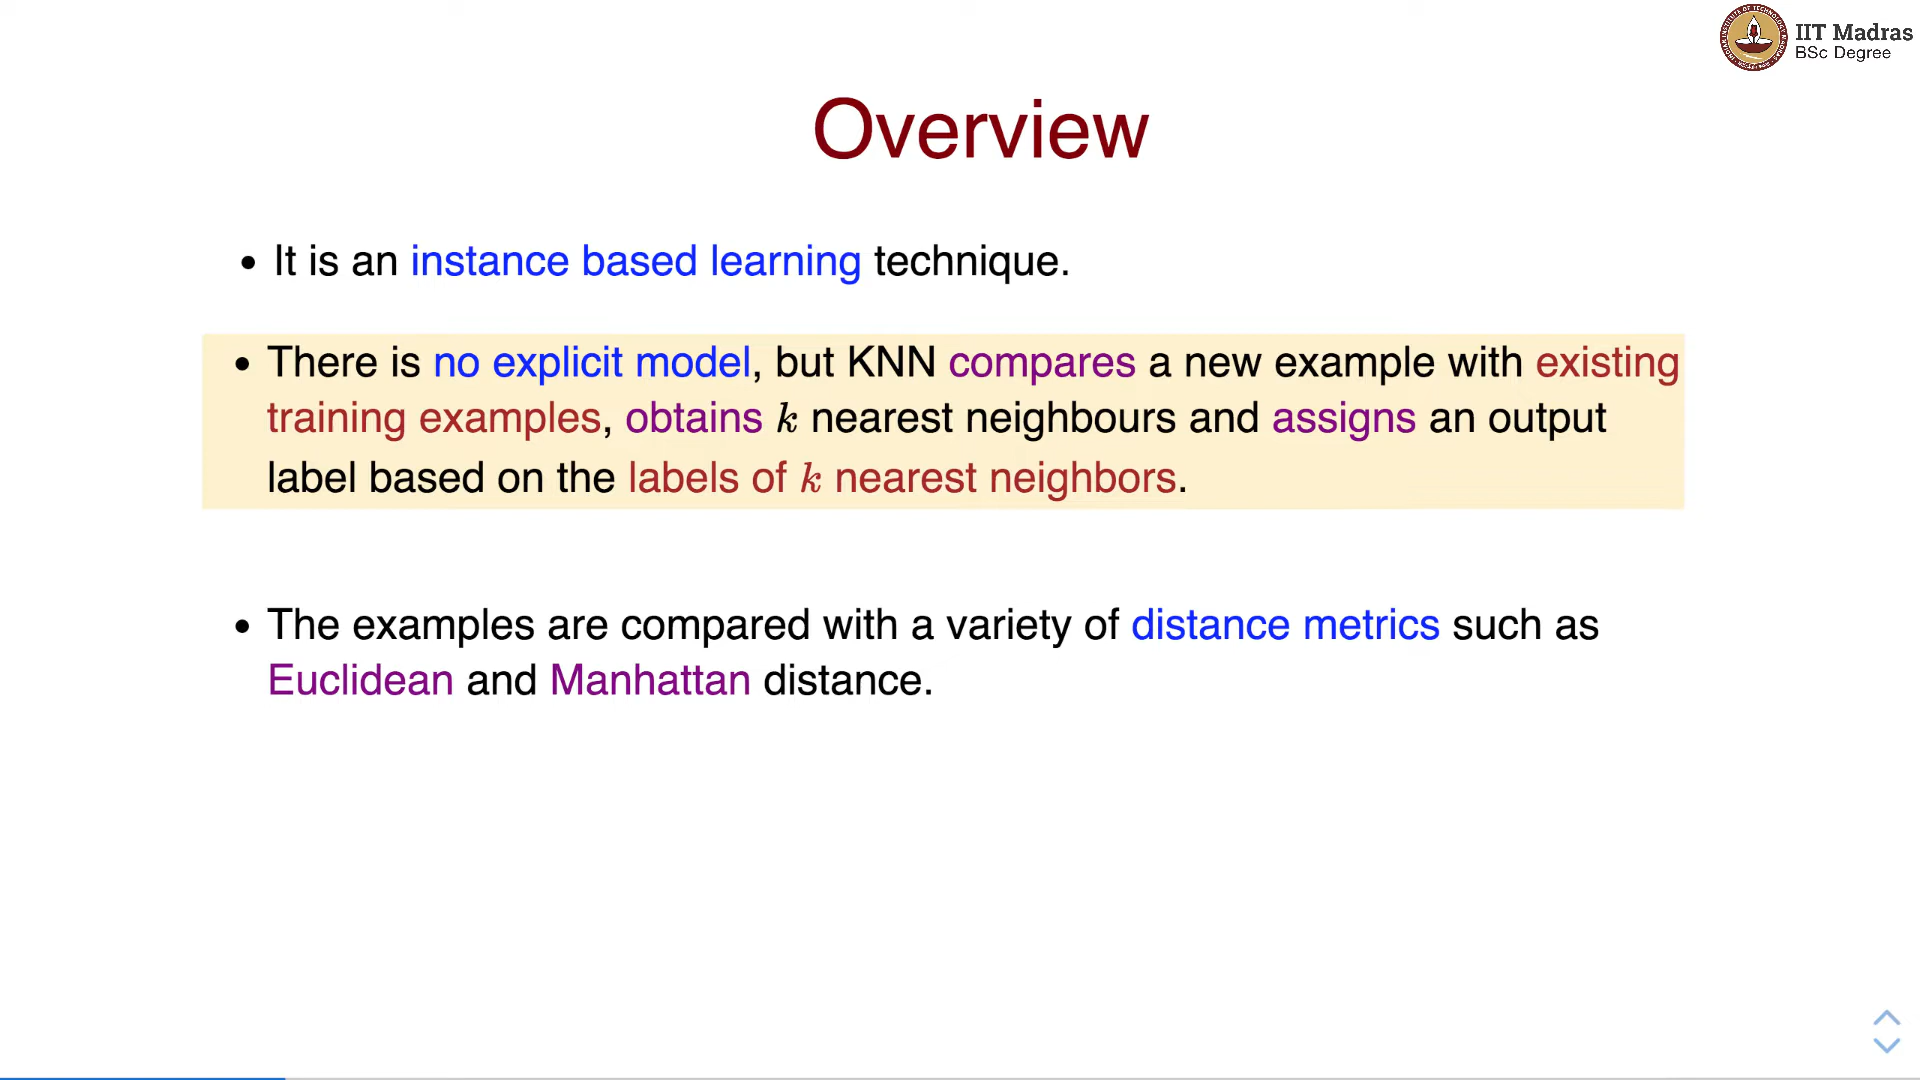 IIT Madras
BSc Degree
Overview
• It is an instance based learning technique.
• There is no explicit model, but KNN compares a new example with existing
training examples, obtains k nearest neighbours and assigns an output
label based on the labels of k nearest neighbors.
• The examples are compared with a variety of distance metrics such as
Euclidean and Manhattan distance.